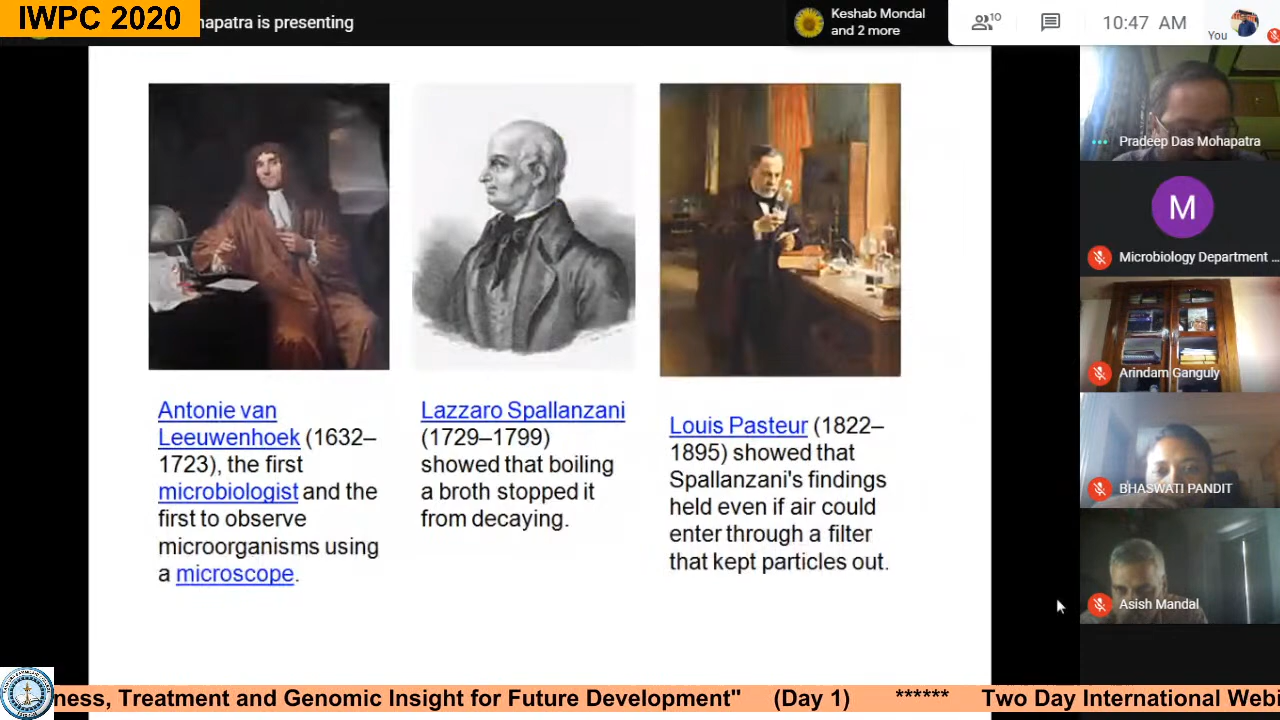 IWPC 2020
hapatra is presenting
Keshab Mondal
and 2 more
10
10:47 AM
You
Pradeep Das Mohapatra
M
Microbiology Department ...
Arindam Ganguly
BHASWATI PANDIT
Asish Mandal
Antonie van
Leeuwenhoek (1632–
1723), the first
microbiologist and the
first to observe
microorganisms using
a microscope.
Lazzaro Spallanzani
(1729–1799)
showed that boiling
a broth stopped it
from decaying.
Louis Pasteur (1822–
1895) showed that
Spallanzani's findings
held even if air could
enter through a filter
that kept particles out.
ness, Treatment and Genomic Insight for Future Development" (Day 1) ****** Two Day International Webi